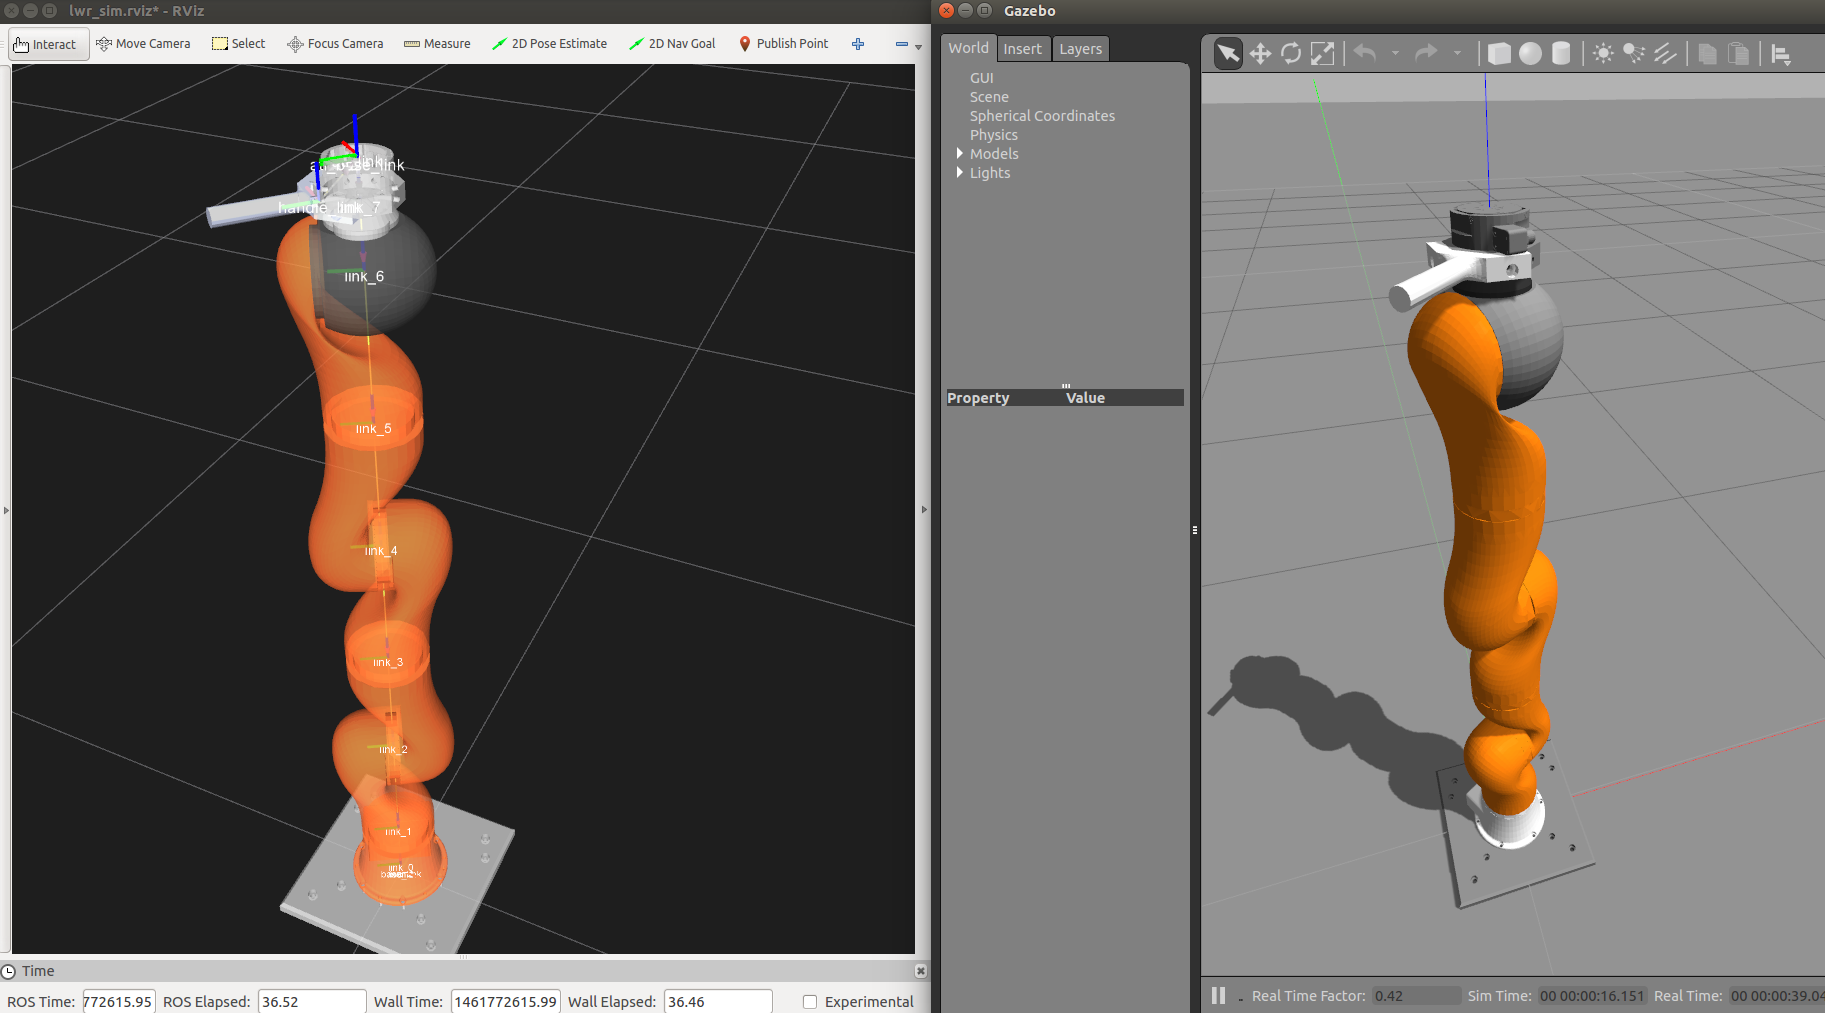 lwr_sim.rviz* - RViz
Interact Move Camera Select Focus Camera Measure 2D Pose Estimate 2D Nav Goal Publish Point
link_6
link_5
link_4
link_3
link_2
link_1
link_0
Time
ROS Time: 772615.95 ROS Elapsed: 36.52 Wall Time: 1461772615.99 Wall Elapsed: 36.46 Experimental
Gazebo
World Insert Layers
GUI
Scene
Spherical Coordinates
Physics
Models
Lights
Property Value
Real Time Factor: 0.42 Sim Time: 00 00:00:16.151 Real Time: 00 00:00:39.04